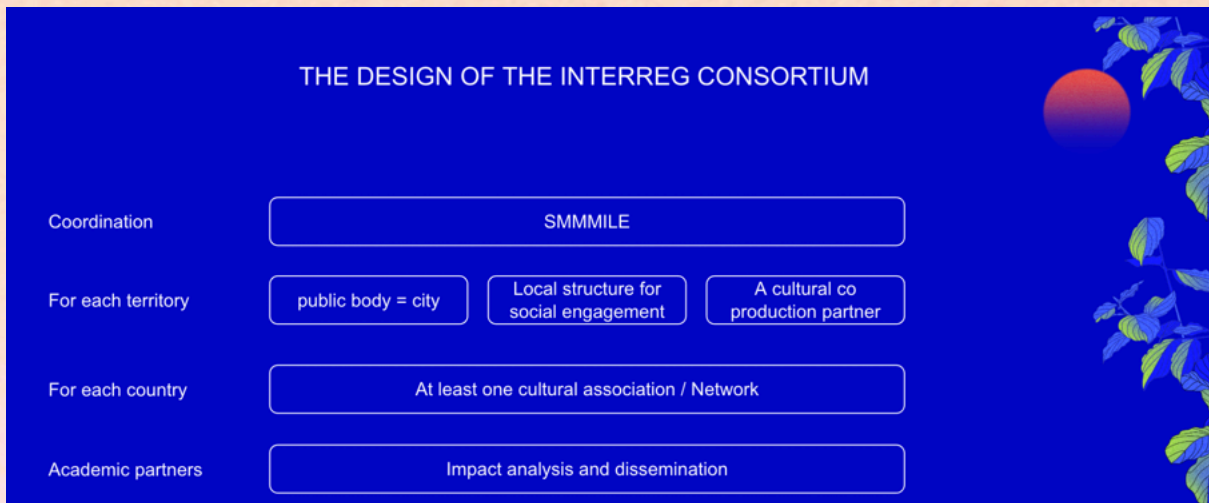 THE DESIGN OF THE INTERREG CONSORTIUM
Coordination
SMMMILE
For each territory
public body = city
Local structure for
social engagement
A cultural co
production partner
For each country
At least one cultural association / Network
Academic partners
Impact analysis and dissemination